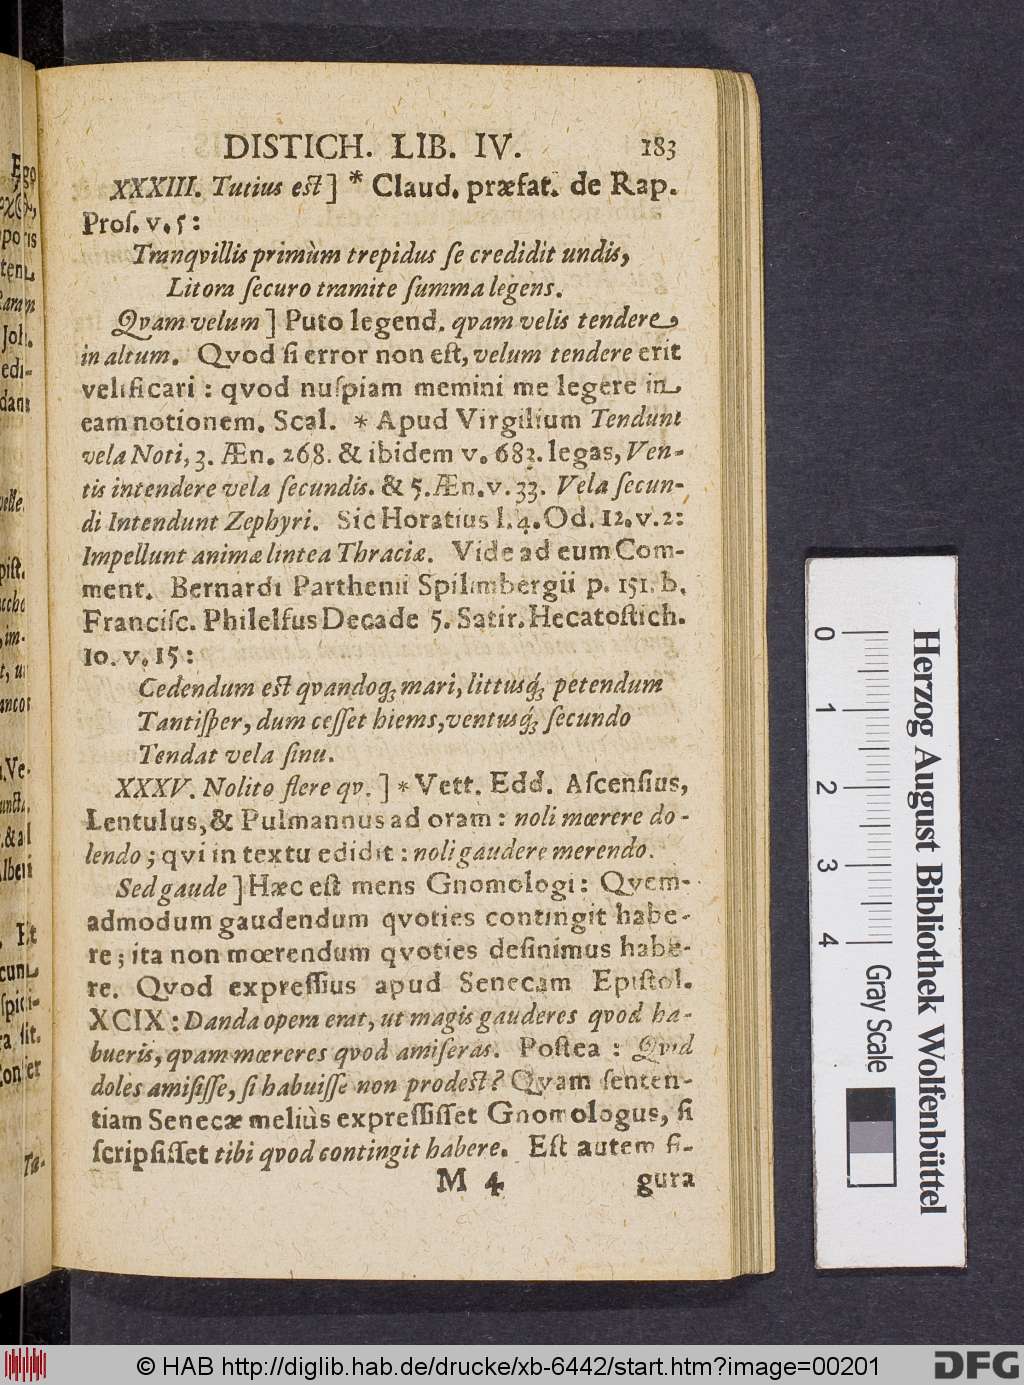 DISTICH. LIB. IV. 183
XXXIII. Tutius eſt ] * Claud. præfat. de Rap.
Proſ. v. 5:
Tranqvillis primùm trepidus ſe credidit undis,
Litora ſecuro tramite ſumma legens.
Qvam velum ] Puto legend. qvam velis tendere
in altum. Qvod ſi error non eſt, velum tendere erit
velificari : qvod nuſpiam memini me legere in
eam notionem. Scal. * Apud Virgilium Tendunt
vela Noti, 3. Æn. 268. & ibidem v. 683. legas, Ven-
tis intendere vela ſecundis. & 5. Æn. v. 33. Vela ſecun-
di Intendunt Zephyri. Sic Horatius l. 4. Od. 12. v. 2:
Impellunt animæ lintea Thraciæ. Vide ad eum Com-
ment. Bernardi Parthenii Spilimbergii p. 151. b.
Franciſc. Philelfus Decade 5. Satir. Hecatoſtich.
10. v. 15:
Cedendum eſt qvandoq; mari, littusq́; petendum
Tantiſper, dum ceſſet hiems, ventusq́; ſecundo
Tendat vela ſinu.
XXXV. Nolito flere qv. ] * Vett. Edd. Aſcenſius,
Lentulus, & Pulmannus ad oram : noli mœrere do-
lendo ; qvi in textu edidit : noli gaudere merendo.
Sed gaude ] Hæc eſt mens Gnomologi : Qvem-
admodum gaudendum qvoties contingit habe-
re ; ita non mœrendum qvoties deſinimus habe-
re. Qvod expreſſius apud Senecam Epiſtol.
XCIX : Danda opera erat, ut magis gauderes qvod ha-
bueris, qvam mœreres qvod amiſeras. Poſtea : Qvid
doles amiſiſſe, ſi habuiſſe non prodeſt? Qvam ſenten-
tiam Senecæ meliùs expreſſiſſet Gnomologus, ſi
ſcripſiſſet tibi qvod contingit habere. Eſt autem fi-
M 4 gura
0 1 2 3 4
Gray Scale
Herzog August Bibliothek Wolfenbüttel
© HAB http://diglib.hab.de/drucke/xb-6442/start.htm?image=00201
DFG